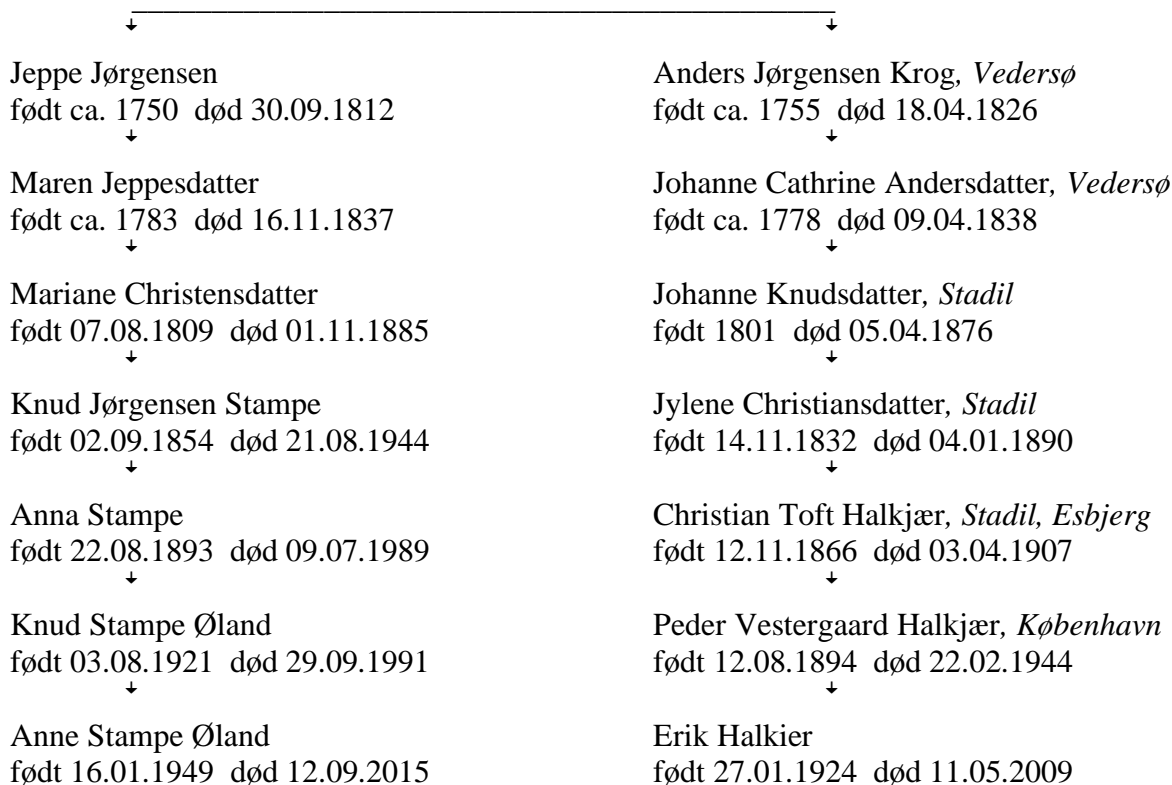 Jeppe Jørgensen
født ca. 1750 død 30.09.1812
Maren Jeppesdatter
født ca. 1783 død 16.11.1837
Mariane Christensdatter
født 07.08.1809 død 01.11.1885
Knud Jørgensen Stampe
født 02.09.1854 død 21.08.1944
Anna Stampe
født 22.08.1893 død 09.07.1989
Knud Stampe Øland
født 03.08.1921 død 29.09.1991
Anne Stampe Øland
født 16.01.1949 død 12.09.2015
Anders Jørgensen Krog, Vedersø
født ca. 1755 død 18.04.1826
Johanne Cathrine Andersdatter, Vedersø
født ca. 1778 død 09.04.1838
Johanne Knudsdatter, Stadil
født 1801 død 05.04.1876
Jylene Christiansdatter, Stadil
født 14.11.1832 død 04.01.1890
Christian Toft Halkjær, Stadil, Esbjerg
født 12.11.1866 død 03.04.1907
Peder Vestergaard Halkjær, København
født 12.08.1894 død 22.02.1944
Erik Halkier
født 27.01.1924 død 11.05.2009